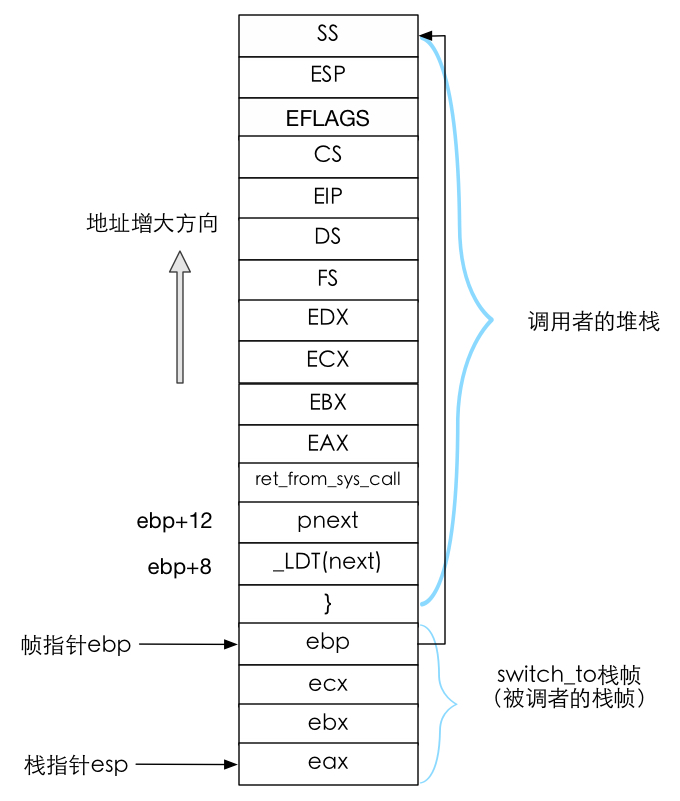 SS
ESP
EFLAGS
CS
EIP
地址增大方向
DS
FS
EDX
调用者的堆栈
ECX
EBX
EAX
ret_from_sys_call
ebp+12
pnext
ebp+8
_LDT(next)
}
帧指针ebp
ebp
ecx
switch_to栈帧
（被调者的栈帧）
ebx
栈指针esp
eax